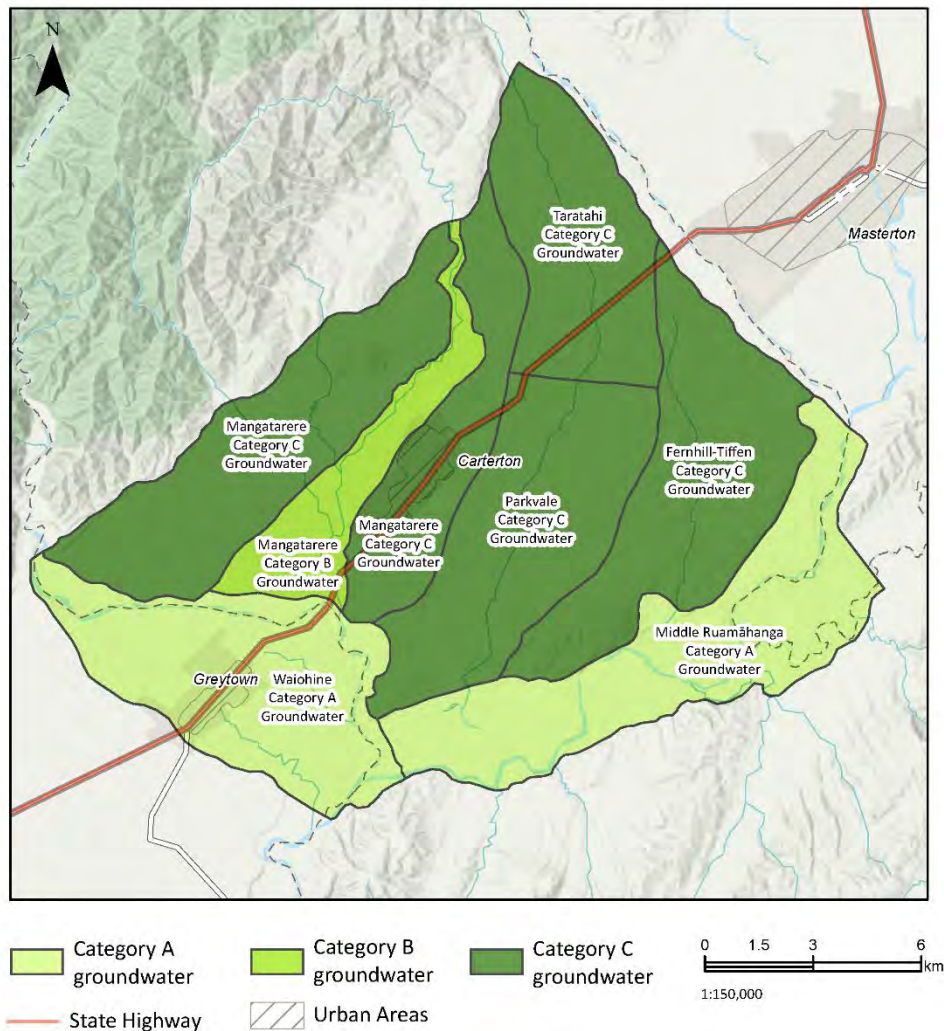 N
Taratahi
Category C
Groundwater
Masterton
Mangatarere
Category C
Groundwater
Carterton
Fernhill-Tiffen
Category C
Groundwater
Parkvale
Category C
Groundwater
Mangatarere
Category C
Groundwater
Mangatarere
Category B
Groundwater
Middle Ruamāhanga
Category A
Groundwater
Greytown
Waiohine
Category A
Groundwater
Category A
groundwater
Category B
groundwater
Category C
groundwater
0 1.5 3 6
km
1:150,000
State Highway
Urban Areas